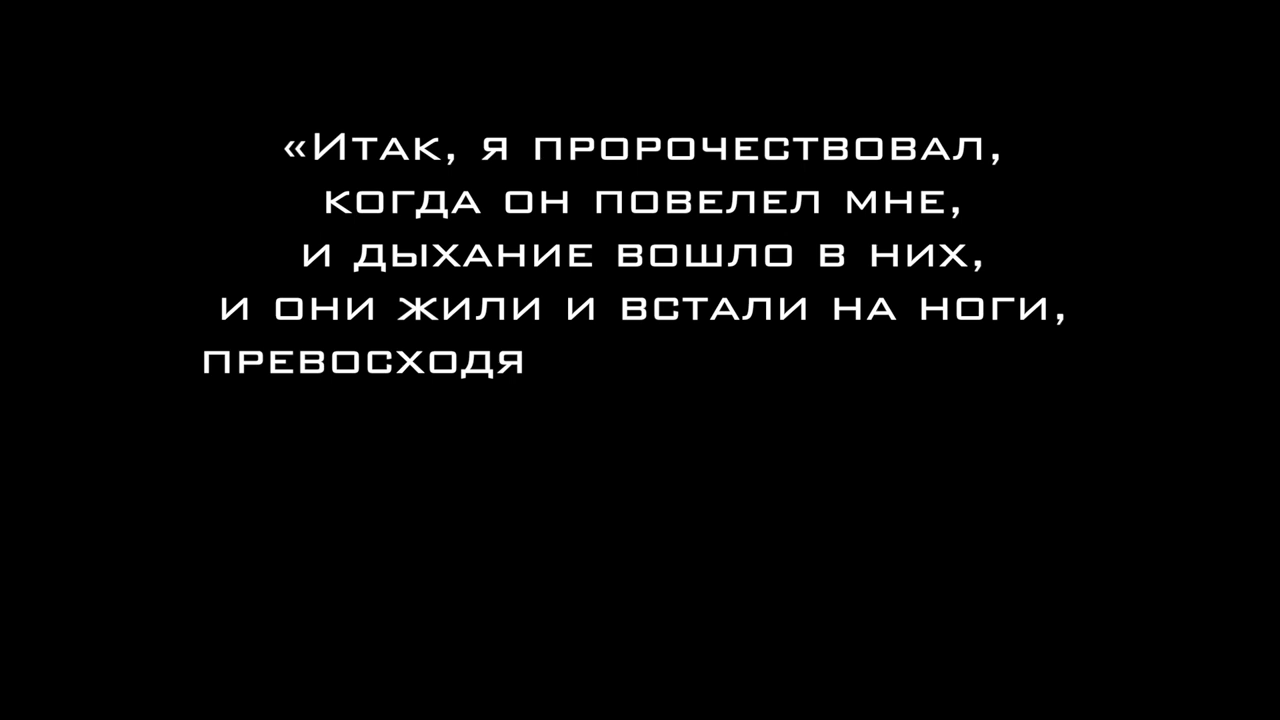 «Итак, я пророчествовал,
когда он повелел мне,
и дыхание вошло в них,
и они жили и встали на ноги,
превосходя